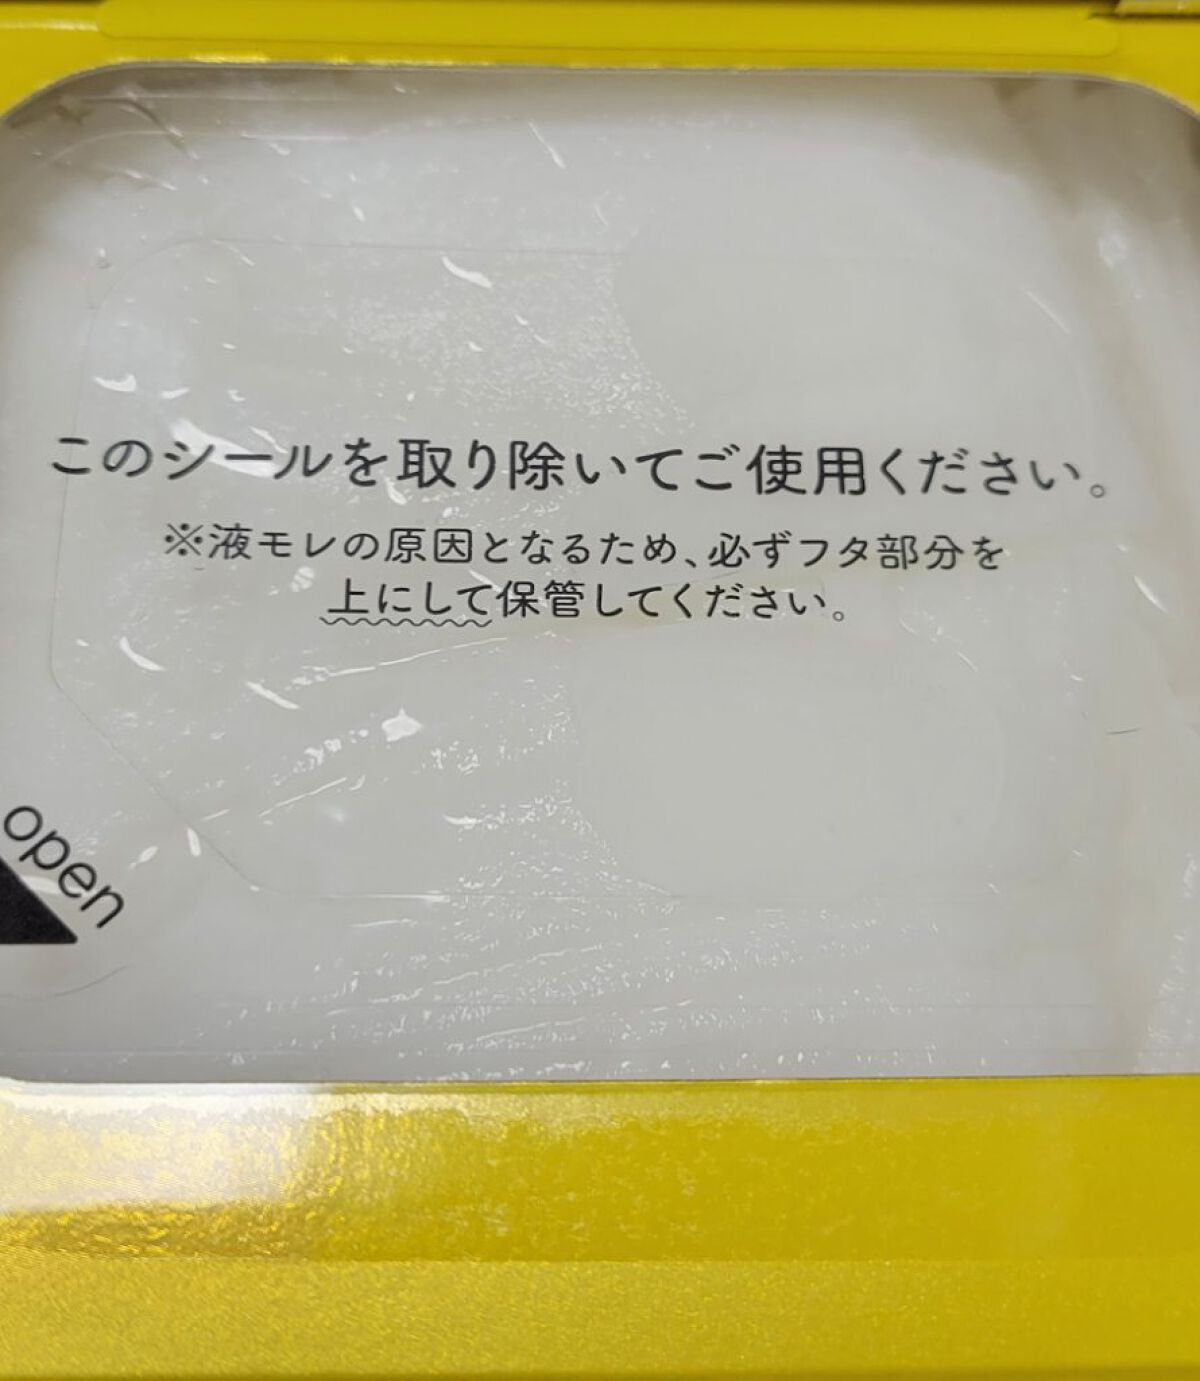 このシールを取り除いてご使用ください。
※液モレの原因となるため、必ずフタ部分を
上にして保管してください。
open